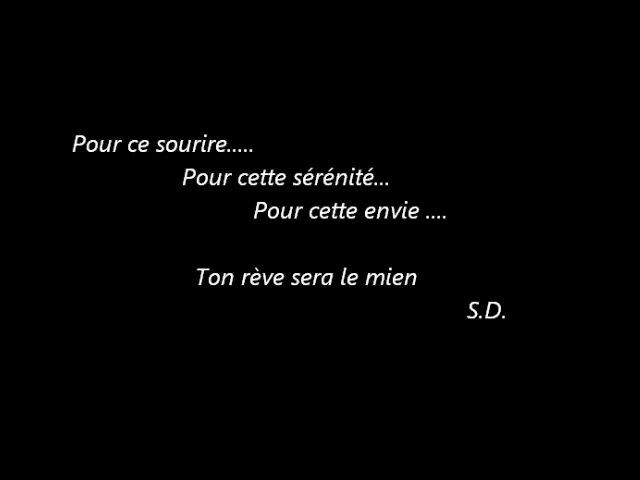 Pour ce sourire.....
Pour cette sérénité...
Pour cette envie ....
Ton rève sera le mien
S.D.